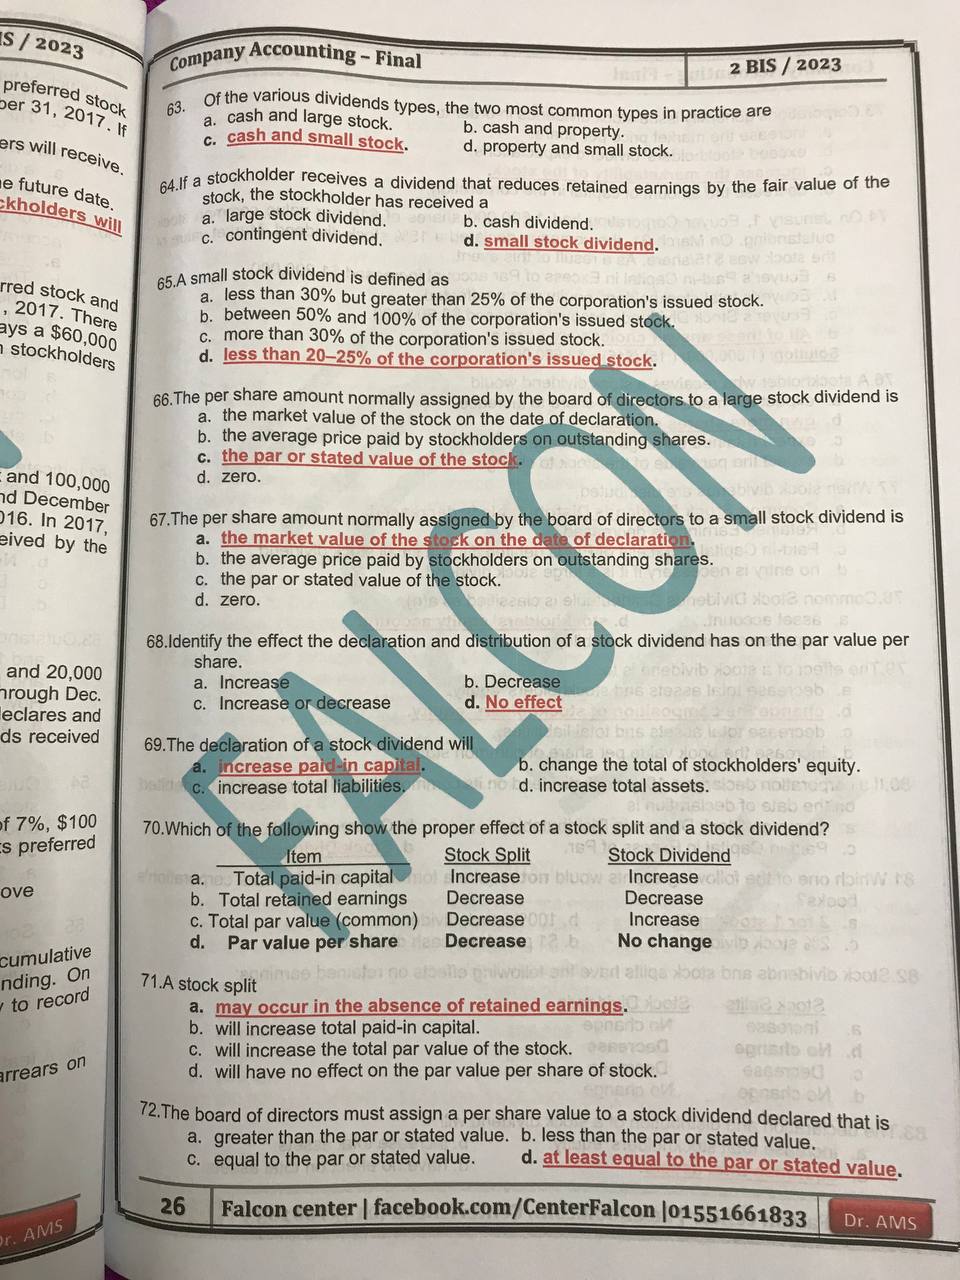 IS / 2023
preferred stock
ber 31, 2017. If
ers will receive.
e future date.
ckholders will
rred stock and
, 2017. There
ays a $60,000
stockholders
and 100,000
nd December
016. In 2017,
eived by the
and 20,000
hrough Dec.
declares and
ds received
of 7%, $100
s preferred
ove
cumulative
nding. On
to record
arrears on
Dr. AMS
Company Accounting – Final
2 BIS / 2023
63. Of the various dividends types, the two most common types in practice are
a. cash and large stock. b. cash and property.
c. cash and small stock. d. property and small stock.
64.If a stockholder receives a dividend that reduces retained earnings by the fair value of the
stock, the stockholder has received a
a. large stock dividend. b. cash dividend.
c. contingent dividend. d. small stock dividend.
65.A small stock dividend is defined as
a. less than 30% but greater than 25% of the corporation's issued stock.
b. between 50% and 100% of the corporation's issued stock.
c. more than 30% of the corporation's issued stock.
d. less than 20–25% of the corporation's issued stock.
66.The per share amount normally assigned by the board of directors to a large stock dividend is
a. the market value of the stock on the date of declaration.
b. the average price paid by stockholders on outstanding shares.
c. the par or stated value of the stock.
d. zero.
67.The per share amount normally assigned by the board of directors to a small stock dividend is
a. the market value of the stock on the date of declaration.
b. the average price paid by stockholders on outstanding shares.
c. the par or stated value of the stock.
d. zero.
68.Identify the effect the declaration and distribution of a stock dividend has on the par value per
share.
a. Increase b. Decrease
c. Increase or decrease d. No effect
69.The declaration of a stock dividend will
a. increase paid-in capital. b. change the total of stockholders' equity.
c. increase total liabilities. d. increase total assets.
70.Which of the following show the proper effect of a stock split and a stock dividend?
Item Stock Split Stock Dividend
a. Total paid-in capital Increase Increase
b. Total retained earnings Decrease Decrease
c. Total par value (common) Decrease Increase
d. Par value per share Decrease No change
71.A stock split
a. may occur in the absence of retained earnings.
b. will increase total paid-in capital.
c. will increase the total par value of the stock.
d. will have no effect on the par value per share of stock.
72.The board of directors must assign a per share value to a stock dividend declared that is
a. greater than the par or stated value. b. less than the par or stated value.
c. equal to the par or stated value. d. at least equal to the par or stated value.
FALCON
26 Falcon center | facebook.com/CenterFalcon |01551661833 Dr. AMS